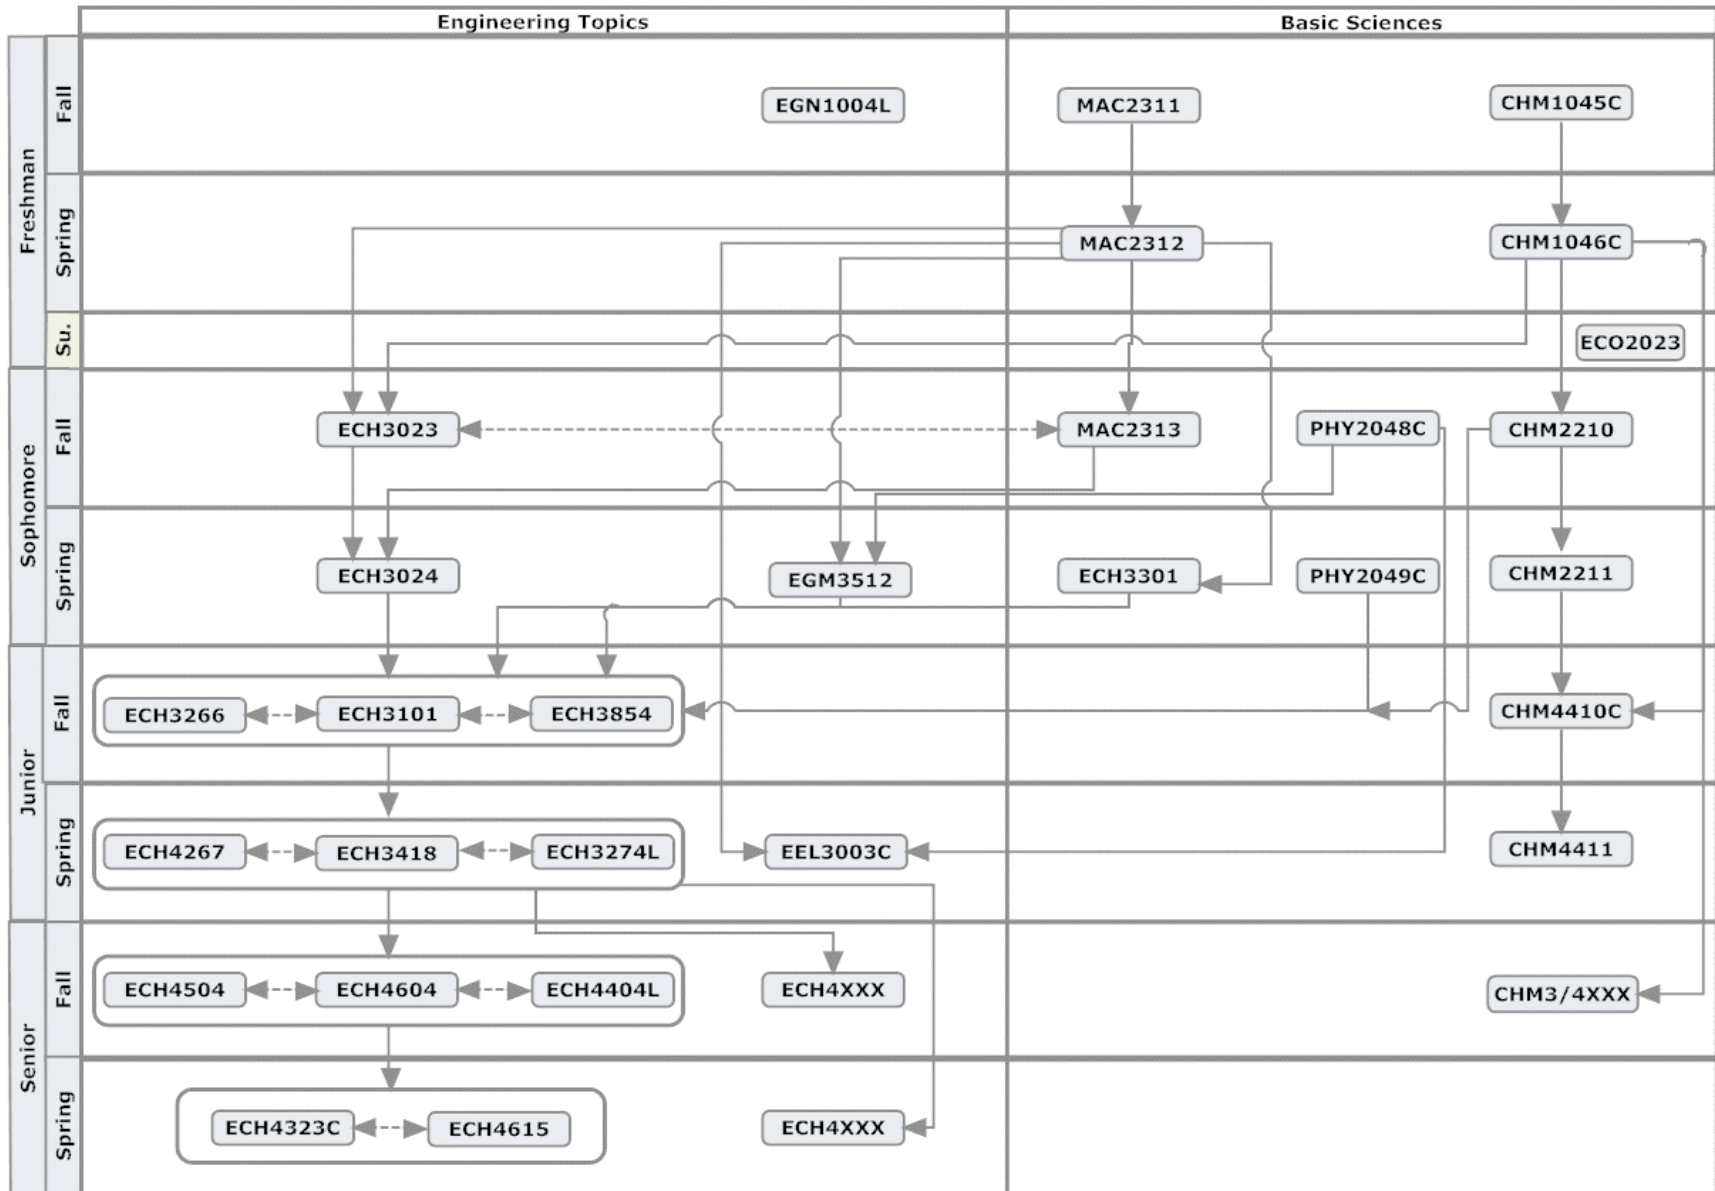 Engineering Topics
Basic Sciences
Freshman
Fall
EGN1004L
MAC2311
CHM1045C
Spring
MAC2312
CHM1046C
Su.
ECO2023
Sophomore
Fall
ECH3023
MAC2313
PHY2048C
CHM2210
Spring
ECH3024
EGM3512
ECH3301
PHY2049C
CHM2211
Junior
Fall
ECH3266
ECH3101
ECH3854
CHM4410C
Spring
ECH4267
ECH3418
ECH3274L
EEL3003C
CHM4411
Senior
Fall
ECH4504
ECH4604
ECH4404L
ECH4XXX
CHM3/4XXX
Spring
ECH4323C
ECH4615
ECH4XXX